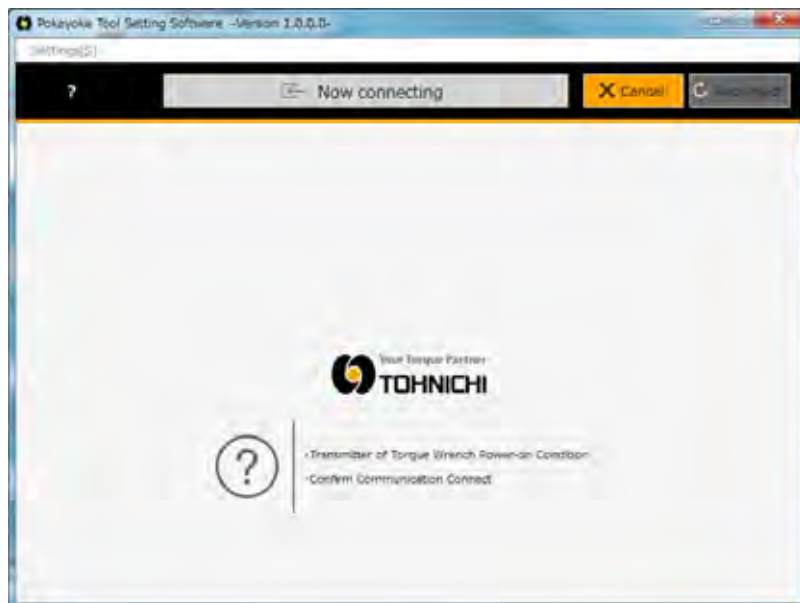 Pokayoke Tool Setting Software -Version 1.0.0.0-
Settings(S)
?
Now connecting
Cancel
Your Torque Partner
TOHNICHI
?
·Transmitter of Torque Wrench Power-on Condition
·Confirm Communication Connect